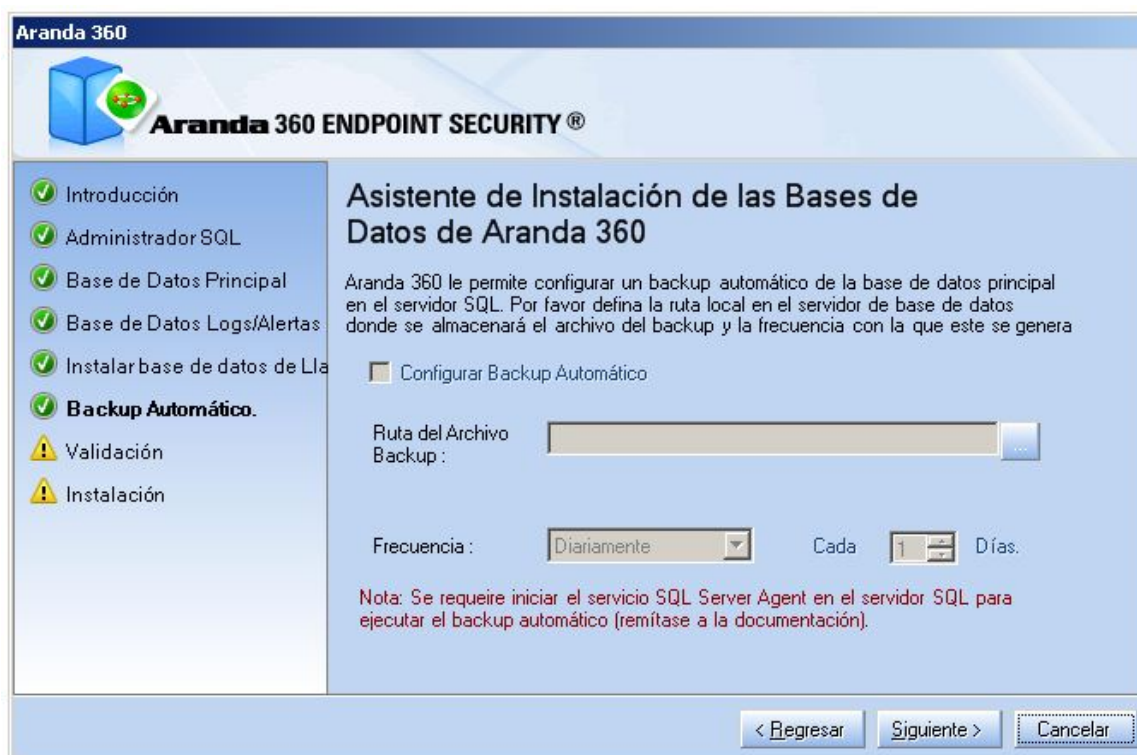 Aranda 360
Aranda 360 ENDPOINT SECURITY ®
Introducción
Administrador SQL
Base de Datos Principal
Base de Datos Logs/Alertas
Instalar base de datos de Lla
Backup Automático.
Validación
Instalación
Asistente de Instalación de las Bases de
Datos de Aranda 360
Aranda 360 le permite configurar un backup automático de la base de datos principal
en el servidor SQL. Por favor defina la ruta local en el servidor de base de datos
donde se almacenará el archivo del backup y la frecuencia con la que este se genera
Configurar Backup Automático
Ruta del Archivo
Backup :
...
Frecuencia :
Diariamente
Cada
1
Días.
Nota: Se requeire iniciar el servicio SQL Server Agent en el servidor SQL para
ejecutar el backup automático (remítase a la documentación).
< Regresar
Siguiente >
Cancelar